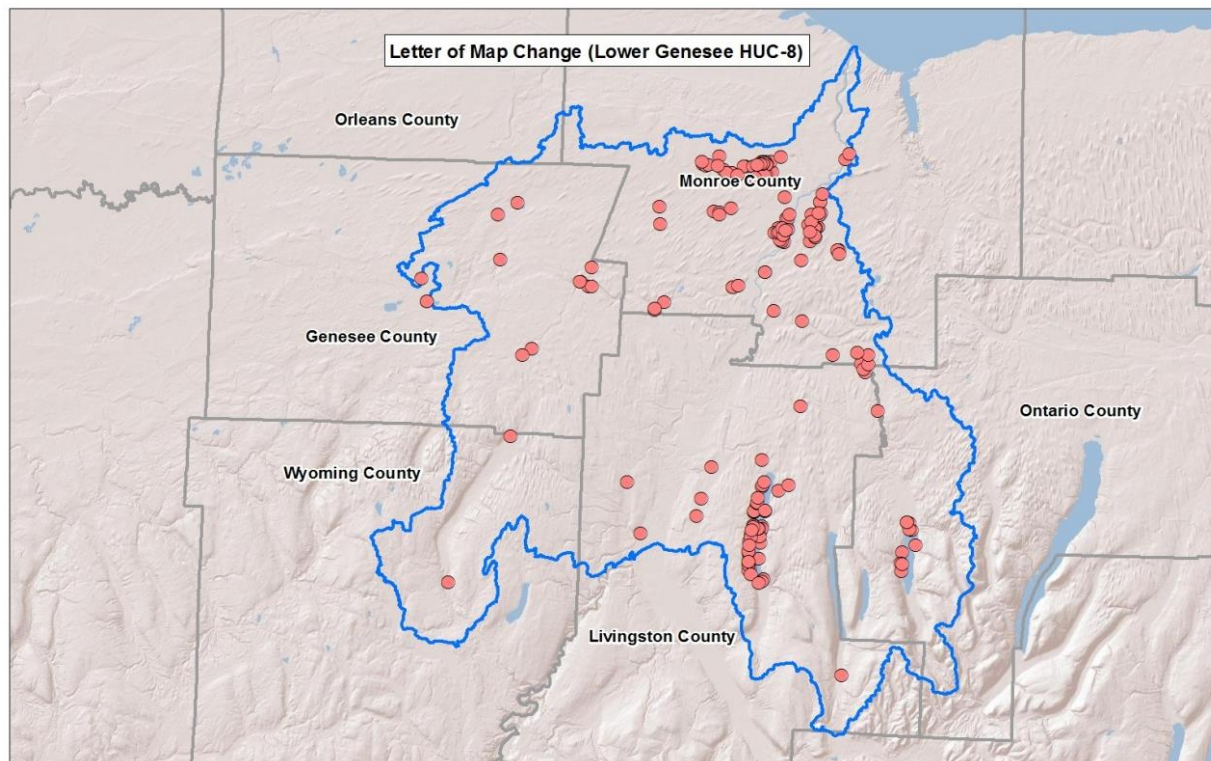 Letter of Map Change (Lower Genesee HUC-8)
Orleans County
Monroe County
Genesee County
Ontario County
Wyoming County
Livingston County